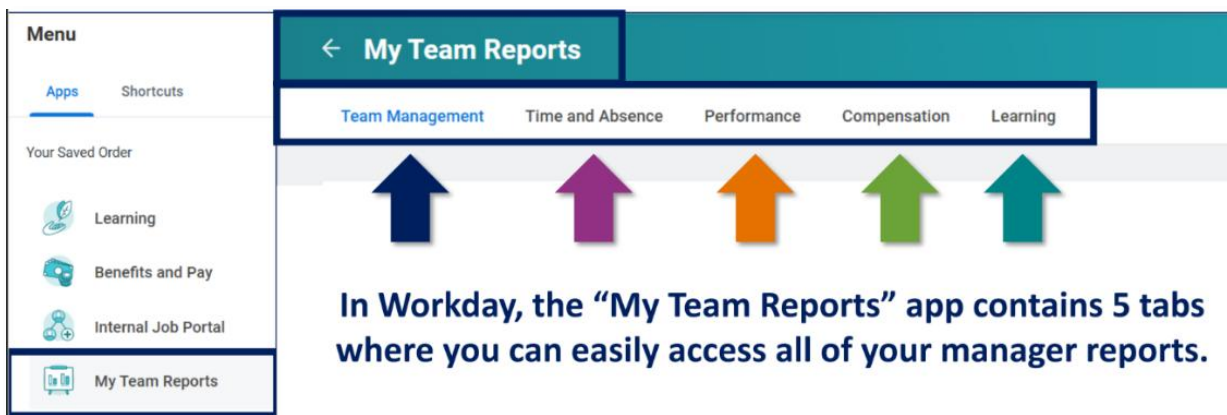 Menu
Apps Shortcuts
Your Saved Order
Learning
Benefits and Pay
Internal Job Portal
My Team Reports
← My Team Reports
Team Management Time and Absence Performance Compensation Learning
In Workday, the “My Team Reports” app contains 5 tabs
where you can easily access all of your manager reports.